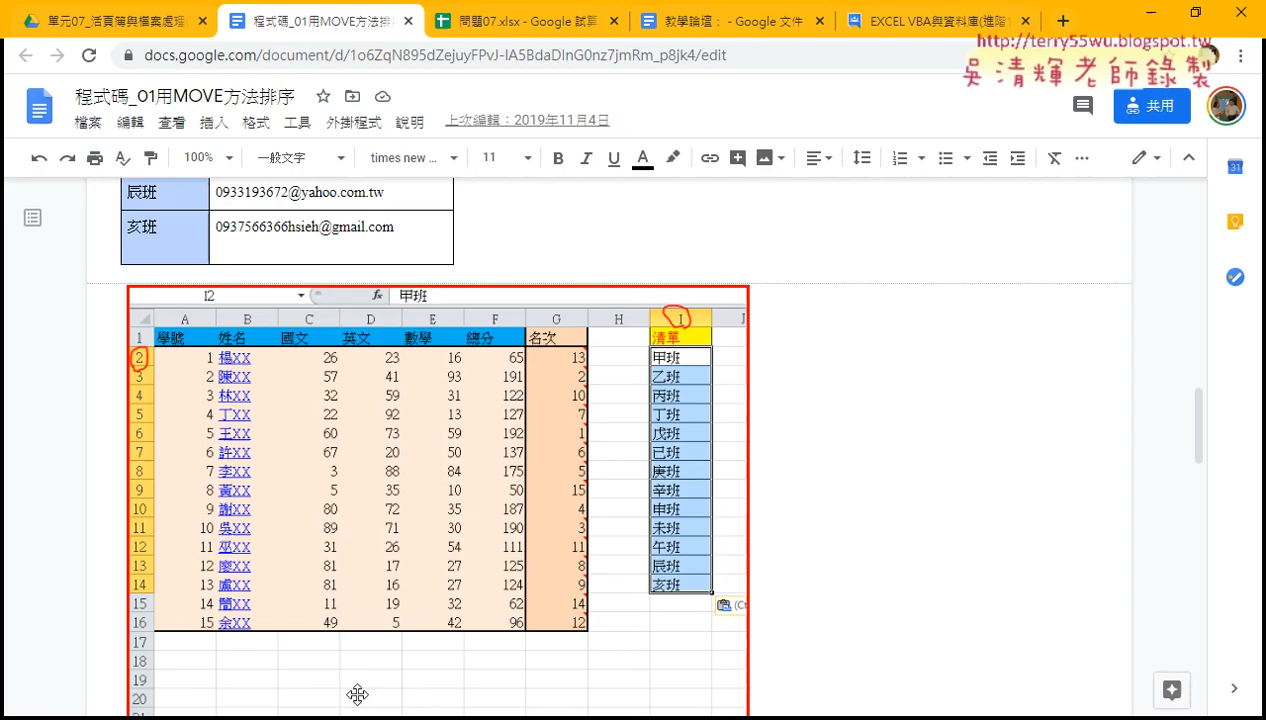 單元07_活頁簿與檔案處理
程式碼_01用MOVE方法排序
問題07.xlsx - Google 試算
教學論壇： - Google 文件
EXCEL VBA與資料庫(進階1
docs.google.com/document/d/1o6ZqN895dZejuyFPvJ-IA5BdaDInG0nz7jmRm_p8jk4/edit
http://terry55wu.blogspot.tw
吳清輝老師錄製
程式碼_01用MOVE方法排序
共用
檔案 編輯 查看 插入 格式 工具 外掛程式 說明 上次編輯：2019年11月4日
100% 一般文字 times new ... 11 B I U A
31
辰班 0933193672@yahoo.com.tw
亥班 0937566366hsieh@gmail.com
I2 fx 甲班
A B C D E F G H I J
1 學號 姓名 國文 英文 數學 總分 名次 清單
2 1 楊XX 26 23 16 65 13 甲班
3 2 陳XX 57 41 93 191 2 乙班
4 3 林XX 32 59 31 122 10 丙班
5 4 丁XX 22 92 13 127 7 丁班
6 5 王XX 60 73 59 192 1 戊班
7 6 許XX 67 20 50 137 6 已班
8 7 李XX 3 88 84 175 5 庚班
9 8 黃XX 5 35 10 50 15 辛班
10 9 謝XX 80 72 35 187 4 申班
11 10 吳XX 89 71 30 190 3 未班
12 11 巫XX 31 26 54 111 11 午班
13 12 廖XX 81 17 27 125 8 辰班
14 13 盧XX 81 16 27 124 9 亥班
15 14 簡XX 11 19 32 62 14 (Ct
16 15 余XX 49 5 42 96 12
17
18
19
20